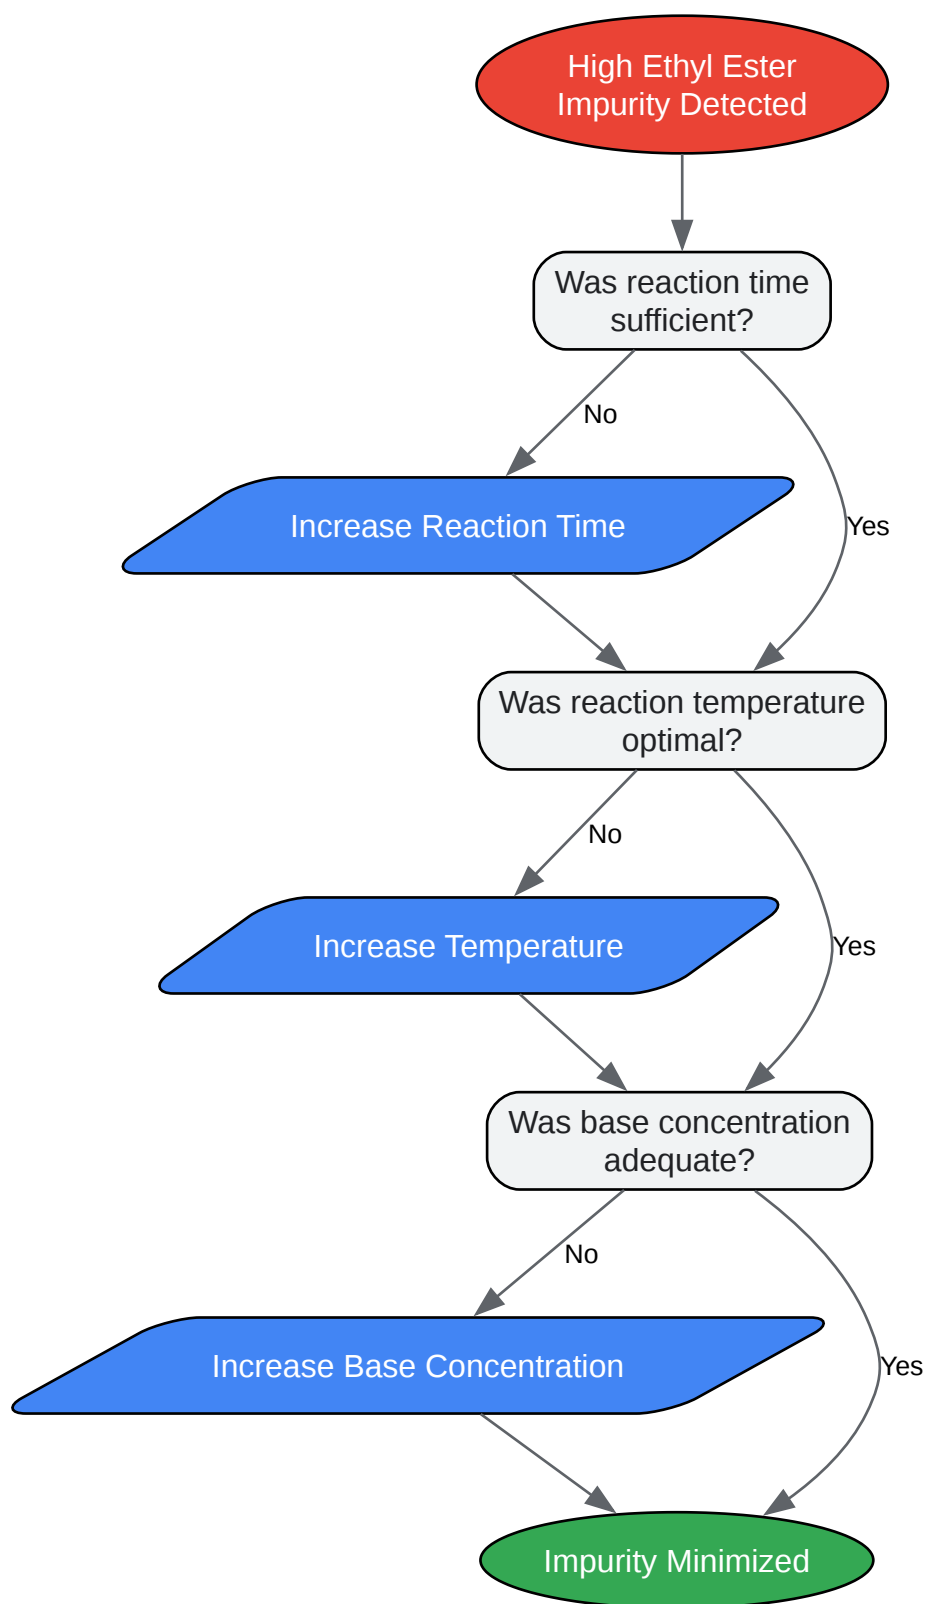 High Ethyl Ester
Impurity Detected
Was reaction time
sufficient?
No
Increase Reaction Time
Yes
Was reaction temperature
optimal?
No
Increase Temperature
Yes
Was base concentration
adequate?
No
Increase Base Concentration
Yes
Impurity Minimized